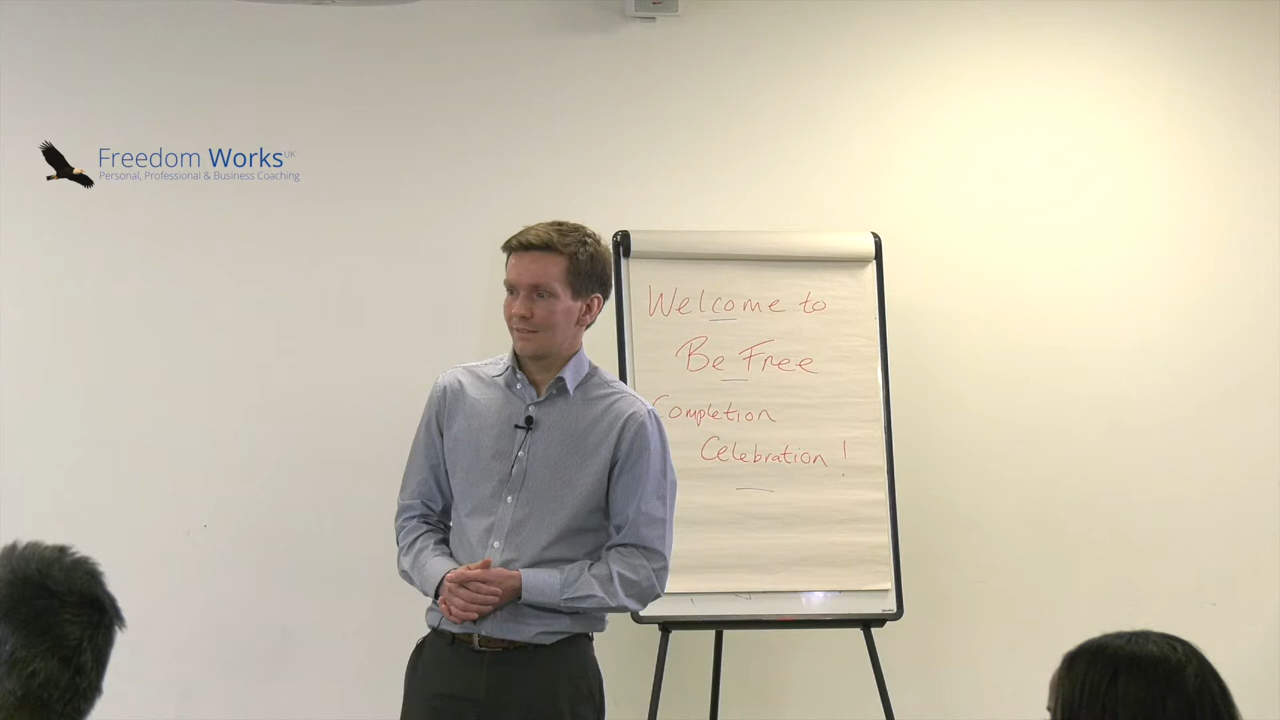 Freedom Works UK
Personal, Professional & Business Coaching
Welcome to
Be Free
Completion
Celebration!